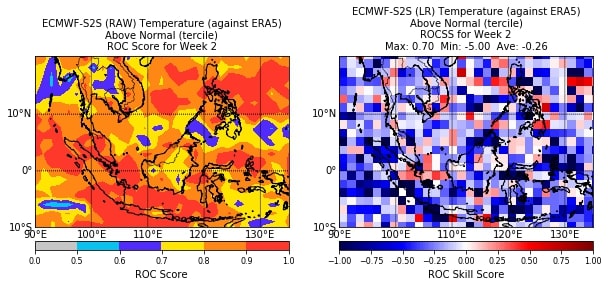 ECMWF-S2S (RAW) Temperature (against ERA5)
Above Normal (tercile)
ROC Score for Week 2
10°N
0°
10°S
90°E 100°E 110°E 120°E 130°E
0.0 0.5 0.6 0.7 0.8 0.9 1.0
ROC Score
ECMWF-S2S (LR) Temperature (against ERA5)
Above Normal (tercile)
ROCSS for Week 2
Max: 0.70 Min: -5.00 Ave: -0.26
10°N
0°
10°S
90°E 100°E 110°E 120°E 130°E
−1.00 −0.75 −0.50 −0.25 0.00 0.25 0.50 0.75 1.00
ROC Skill Score